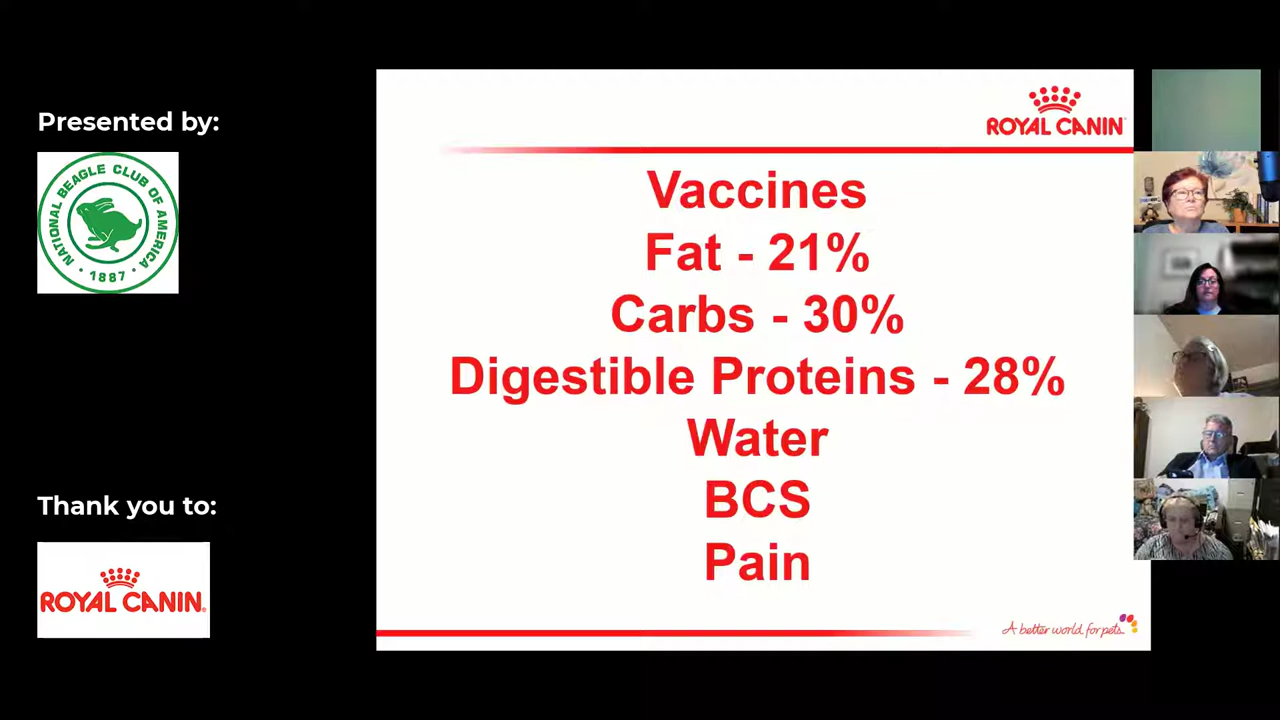 Presented by:
NATIONAL BEAGLE CLUB OF AMERICA
• 1887 •
Thank you to:
ROYAL CANIN
ROYAL CANIN
Vaccines
Fat - 21%
Carbs - 30%
Digestible Proteins - 28%
Water
BCS
Pain
A better world for pets